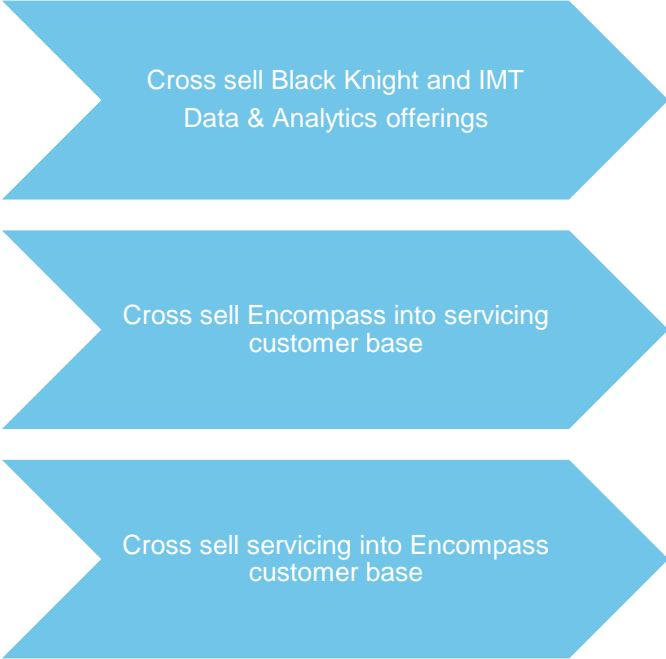 Cross sell Black Knight and IMT
Data & Analytics offerings
Cross sell Encompass into servicing
customer base
Cross sell servicing into Encompass
customer base